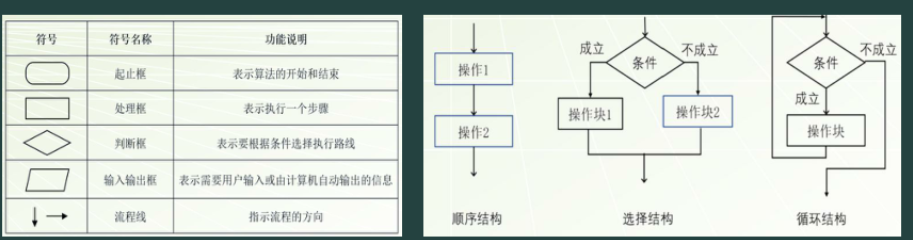 符号 符号名称 功能说明
起止框 表示算法的开始和结束
处理框 表示执行一个步骤
判断框 表示要根据条件选择执行路线
输入输出框 表示需要用户输入或由计算机自动输出的信息
流程线 指示流程的方向
操作1
操作2
顺序结构
成立 不成立
条件
操作块1 操作块2
选择结构
不成立
条件
成立
操作块
循环结构